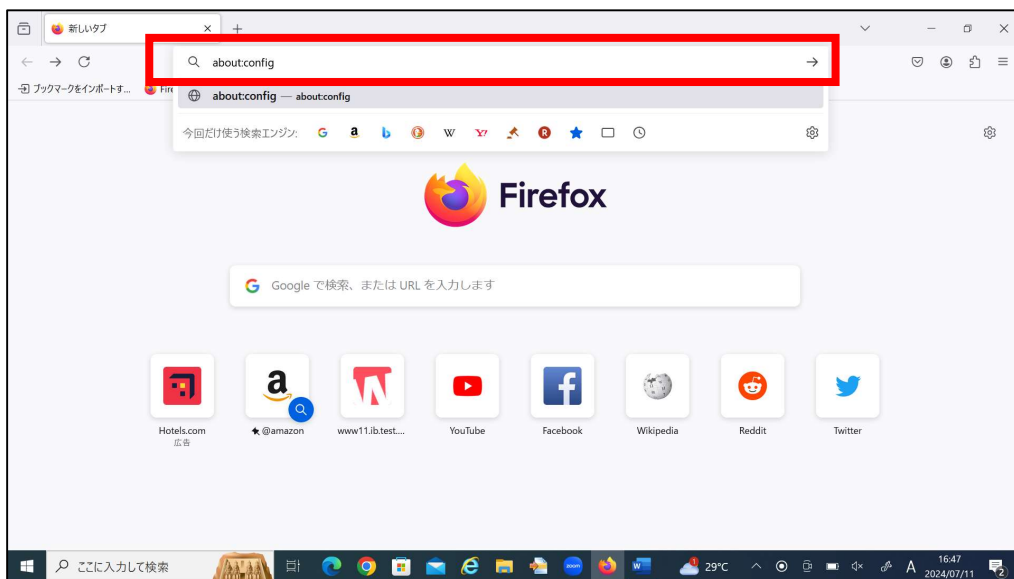 新しいタブ
about:config
ブックマークをインポートす...
Fire
about:config — about:config
今回だけ使う検索エンジン:
Firefox
Google で検索、または URL を入力します
Hotels.com
広告
@amazon
www11.ib.test....
YouTube
Facebook
Wikipedia
Reddit
Twitter
ここに入力して検索
29°C
A
16:47
2024/07/11
2